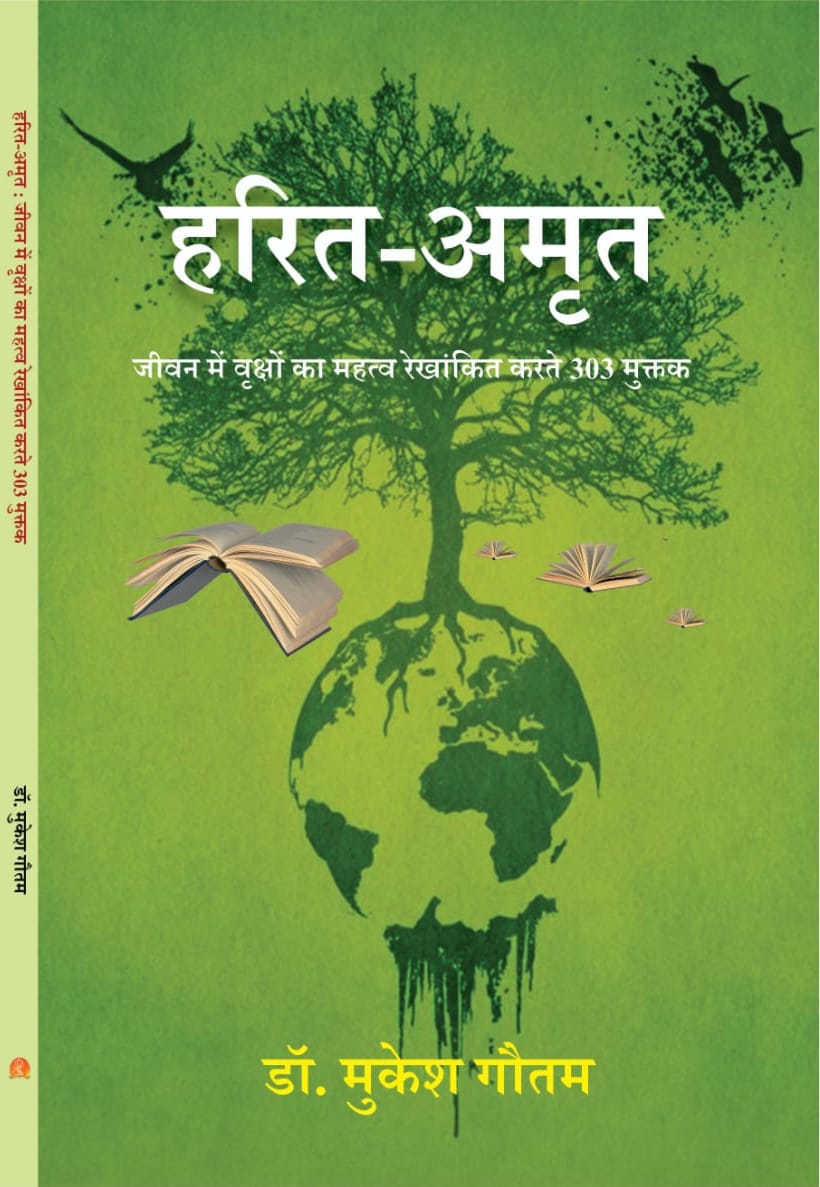 हरित-अमृत
जीवन में वृक्षों का महत्व रेखांकित करते 303 मुक्तक
डॉ. मुकेश गौतम
हरित-अमृत : जीवन में वृक्षों का महत्व रेखांकित करते 303 मुक्तक
डॉ. मुकेश गौतम